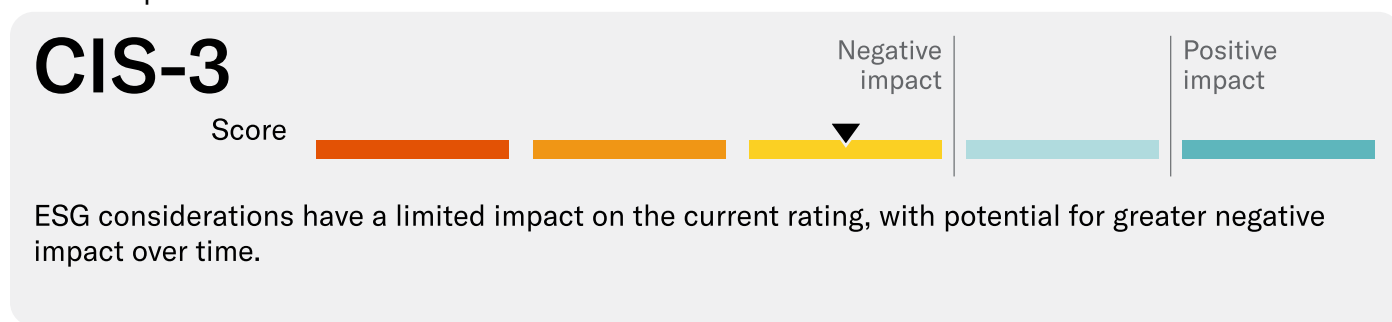 CIS-3
Negative
impact
Positive
impact
Score
ESG considerations have a limited impact on the current rating, with potential for greater negative
impact over time.